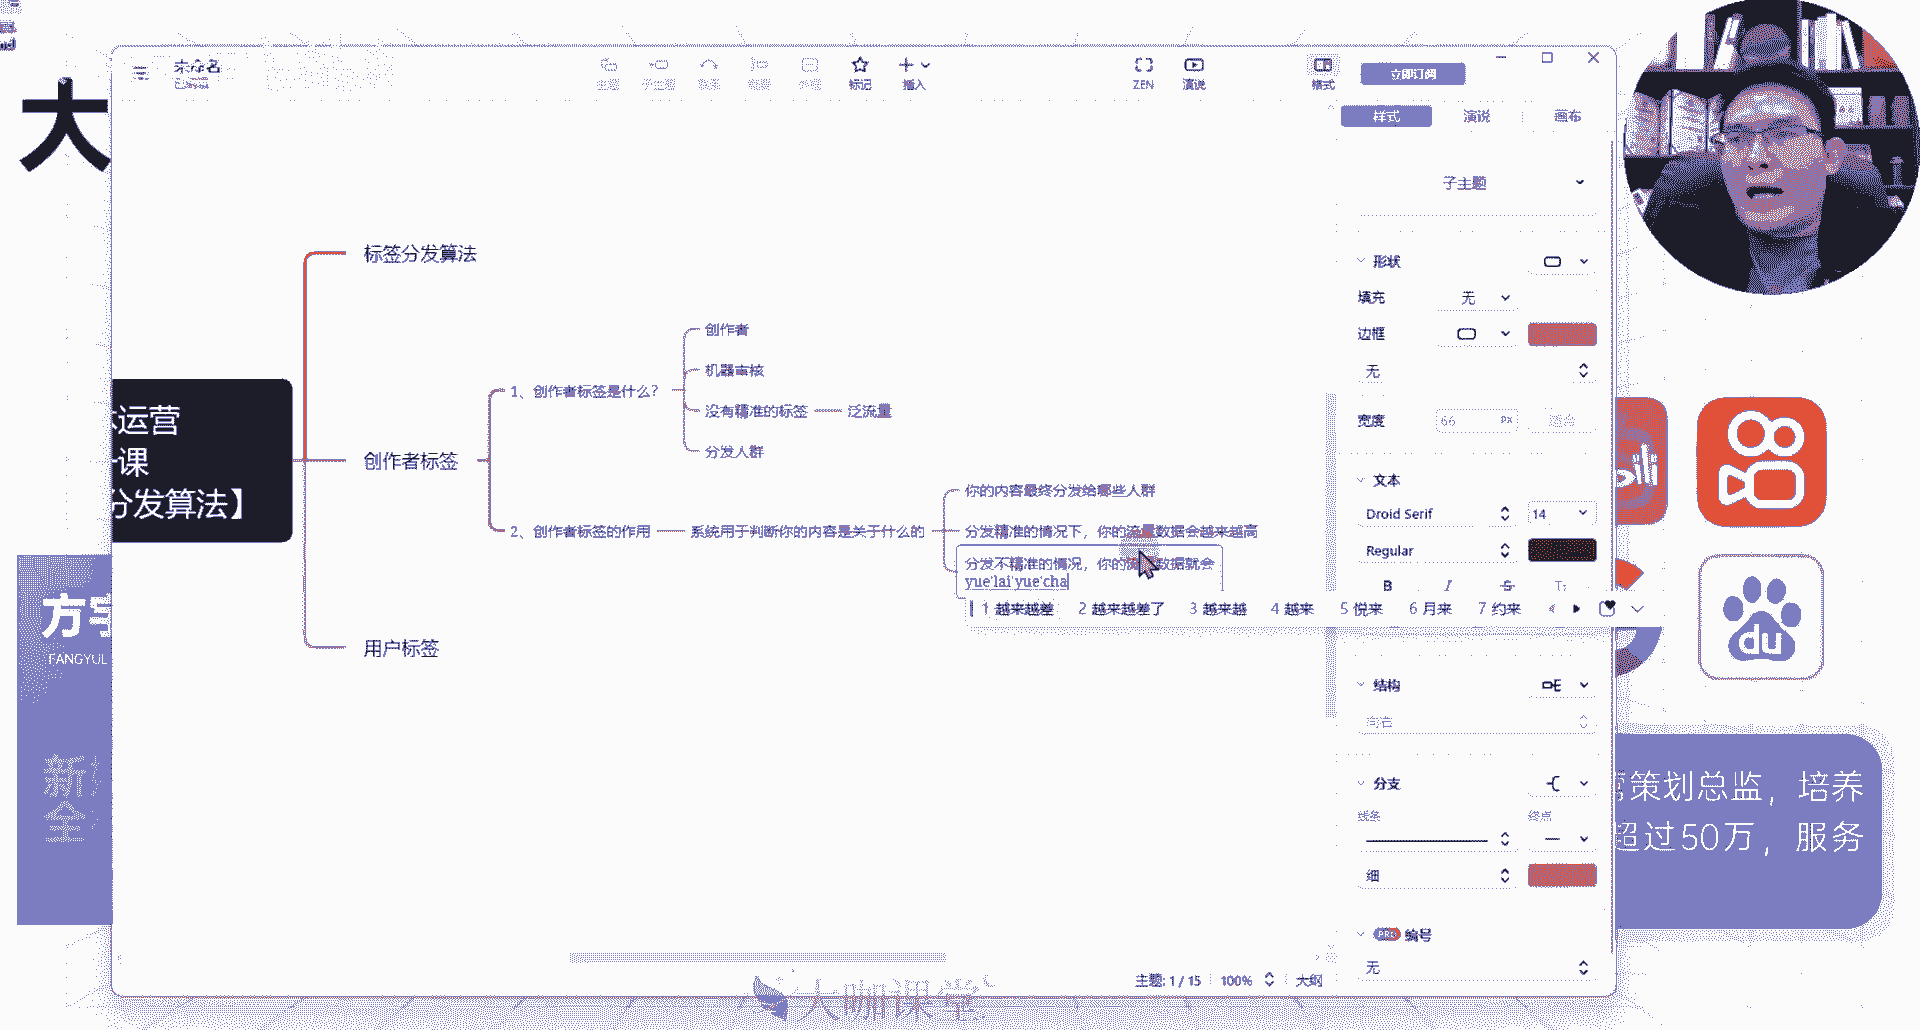 大
未命名
已编辑
主题
子主题
标记
插入
ZEN
演说
格式
立即订阅
样式
演说
画布
子主题
形状
填充
无
边框
无
宽度
66
px
适合
文本
Droid Serif
14
Regular
B
I
S
结构
向右
分支
线条
终点
细
PRO
编号
无
运营
课
分发算法】
标签分发算法
创作者标签
用户标签
1、创作者标签是什么？
创作者
机器审核
没有精准的标签
泛流量
分发人群
2、创作者标签的作用
系统用于判断你的内容是关于什么的
你的内容最终分发给哪些人群
分发精准的情况下，你的流量数据会越来越高
分发不精准的情况，你的流量数据就会
yue'lai'yue'cha
1 越来越差 2 越来越差了 3 越来越 4 越来 5 悦来 6 月来 7 约来
方宇
FANGYUL
新
全
du
策划总监，培养
超过50万，服务
主题: 1 / 15
100%
大纲
大咖课堂